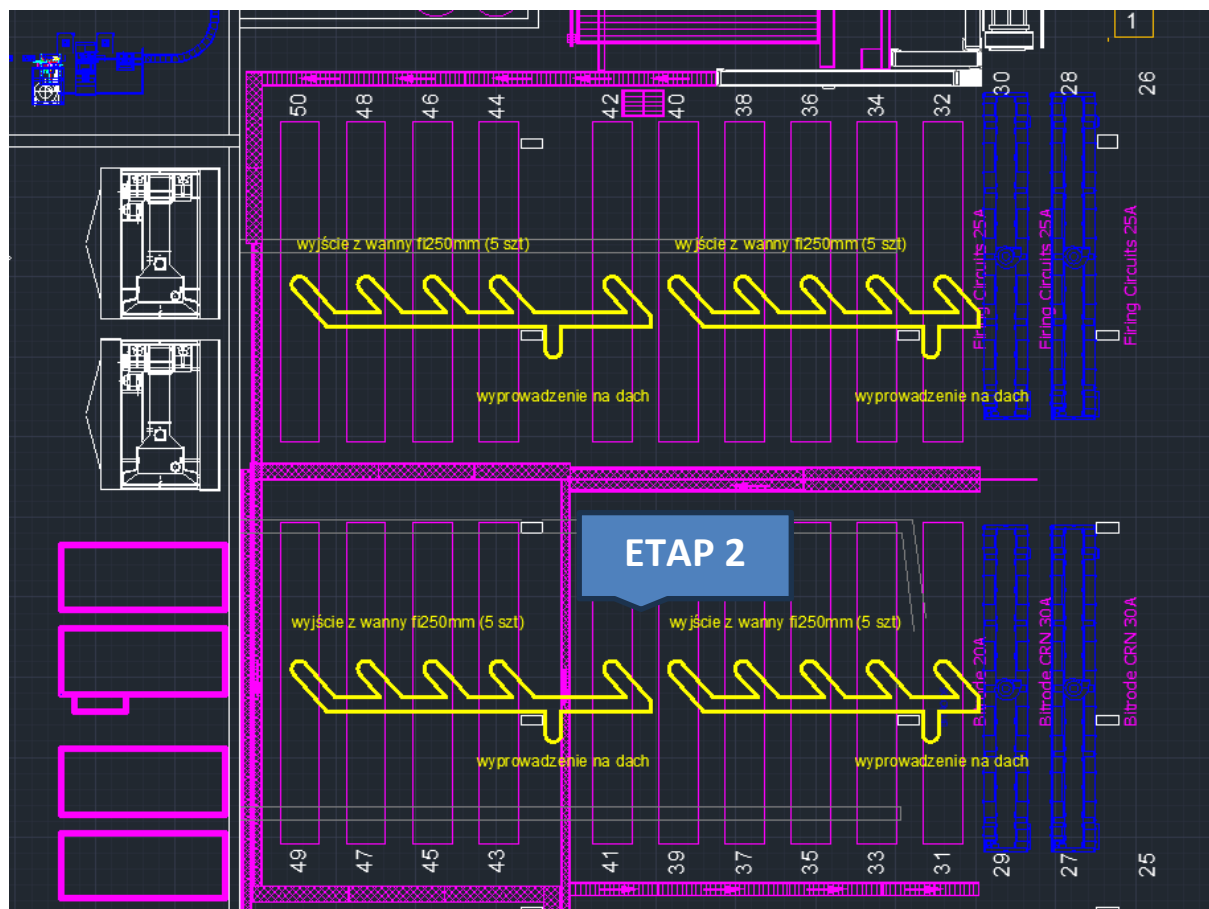 1
50 48 46 44 42 40 38 36 34 32 30 28 26
wyjście z wanny fi250mm (5 szt) wyjście z wanny fi250mm (5 szt)
Firing Circuits 25A
Firing Circuits 25A
Firing Circuits 25A
wyprowadzenie na dach wyprowadzenie na dach
ETAP 2
wyjście z wanny fi250mm (5 szt) wyjście z wanny fi250mm (5 szt)
Bitrode 20A
Bitrode CRN 30A
Bitrode CRN 30A
wyprowadzenie na dach wyprowadzenie na dach
49 47 45 43 41 39 37 35 33 31 29 27 25